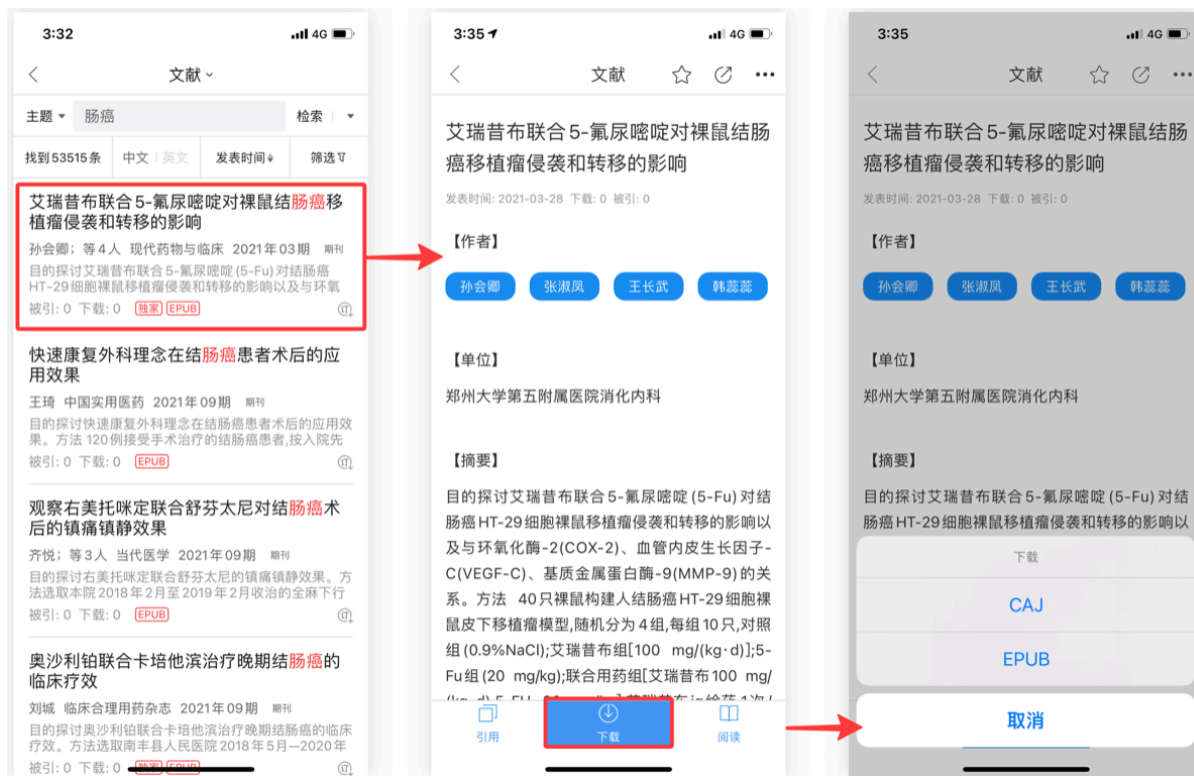 3:32
4G
文献
主题
肠癌
检索
找到53515条
中文
英文
发表时间
筛选
艾瑞昔布联合5-氟尿嘧啶对裸鼠结肠癌移
植瘤侵袭和转移的影响
孙会卿；等4人 现代药物与临床 2021年03期 期刊
目的探讨艾瑞昔布联合5-氟尿嘧啶(5-Fu)对结肠癌
HT-29细胞裸鼠移植瘤侵袭和转移的影响以及与环氧
被引: 0 下载: 0 独家 EPUB
快速康复外科理念在结肠癌患者术后的应
用效果
王琦 中国实用医药 2021年09期 期刊
目的探讨快速康复外科理念在结肠癌患者术后的应用效
果。方法 120例接受手术治疗的结肠癌患者,按入院先
被引: 0 下载: 0 EPUB
观察右美托咪定联合舒芬太尼对结肠癌术
后的镇痛镇静效果
齐悦；等3人 当代医学 2021年09期 期刊
目的探讨右美托咪定联合舒芬太尼的镇痛镇静效果。方
法选取本院2018年2月至2019年2月收治的全麻下行
被引: 0 下载: 0 EPUB
奥沙利铂联合卡培他滨治疗晚期结肠癌的
临床疗效
刘城 临床合理用药杂志 2021年09期 期刊
目的探讨奥沙利铂联合卡培他滨治疗晚期结肠癌的临床
疗效。方法选取南丰县人民医院2018年5月—2020年
被引: 0 下载: 0 独家 EPUB
3:35
4G
文献
艾瑞昔布联合5-氟尿嘧啶对裸鼠结肠
癌移植瘤侵袭和转移的影响
发表时间: 2021-03-28 下载: 0 被引: 0
【作者】
孙会卿 张淑凤 王长武 韩蕊蕊
【单位】
郑州大学第五附属医院消化内科
【摘要】
目的探讨艾瑞昔布联合5-氟尿嘧啶(5-Fu)对结
肠癌HT-29细胞裸鼠移植瘤侵袭和转移的影响以
及与环氧化酶-2(COX-2)、血管内皮生长因子-
C(VEGF-C)、基质金属蛋白酶-9(MMP-9)的关
系。方法 40只裸鼠构建人结肠癌HT-29细胞裸
鼠皮下移植瘤模型,随机分为4组,每组10只,对照
组(0.9%NaCl);艾瑞昔布组[100 mg/(kg·d)];5-
Fu组(20 mg/kg);联合用药组[艾瑞昔布100 mg/
引用
下载
阅读
3:35
4G
文献
艾瑞昔布联合5-氟尿嘧啶对裸鼠结肠
癌移植瘤侵袭和转移的影响
发表时间: 2021-03-28 下载: 0 被引: 0
【作者】
孙会卿 张淑凤 王长武 韩蕊蕊
【单位】
郑州大学第五附属医院消化内科
【摘要】
目的探讨艾瑞昔布联合5-氟尿嘧啶(5-Fu)对结
肠癌HT-29细胞裸鼠移植瘤侵袭和转移的影响以
下载
CAJ
EPUB
取消